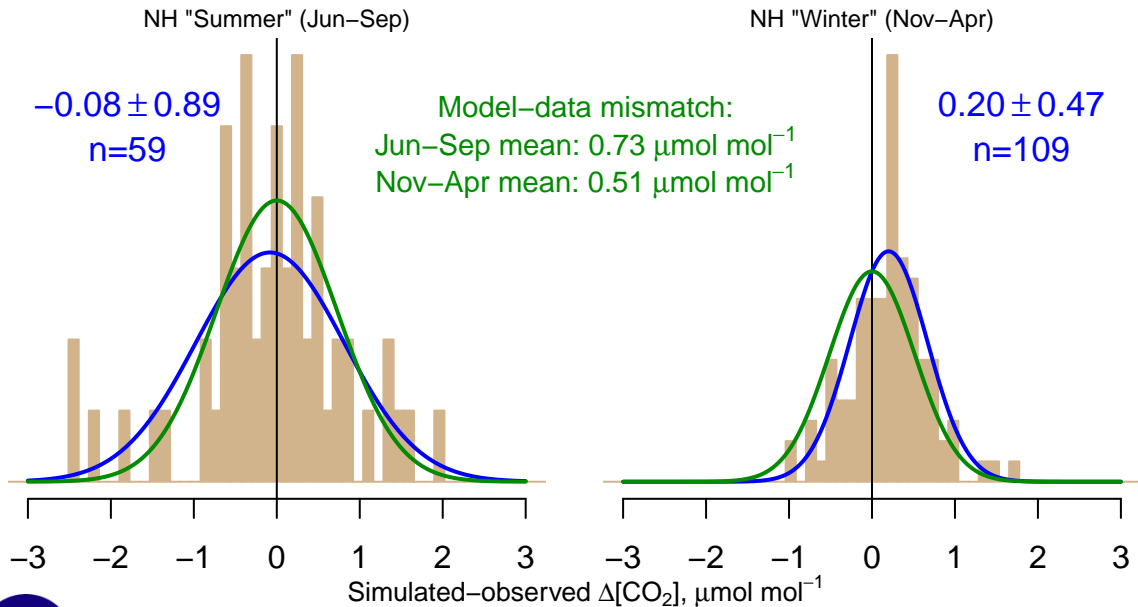 NH "Summer" (Jun−Sep)
NH "Winter" (Nov−Apr)
−0.08 ± 0.89
n=59
Model−data mismatch:
Jun−Sep mean: 0.73 μmol mol⁻¹
Nov−Apr mean: 0.51 μmol mol⁻¹
0.20 ± 0.47
n=109
−3 −2 −1 0 1 2 3
−3 −2 −1 0 1 2 3
Simulated−observed Δ[CO₂], μmol mol⁻¹